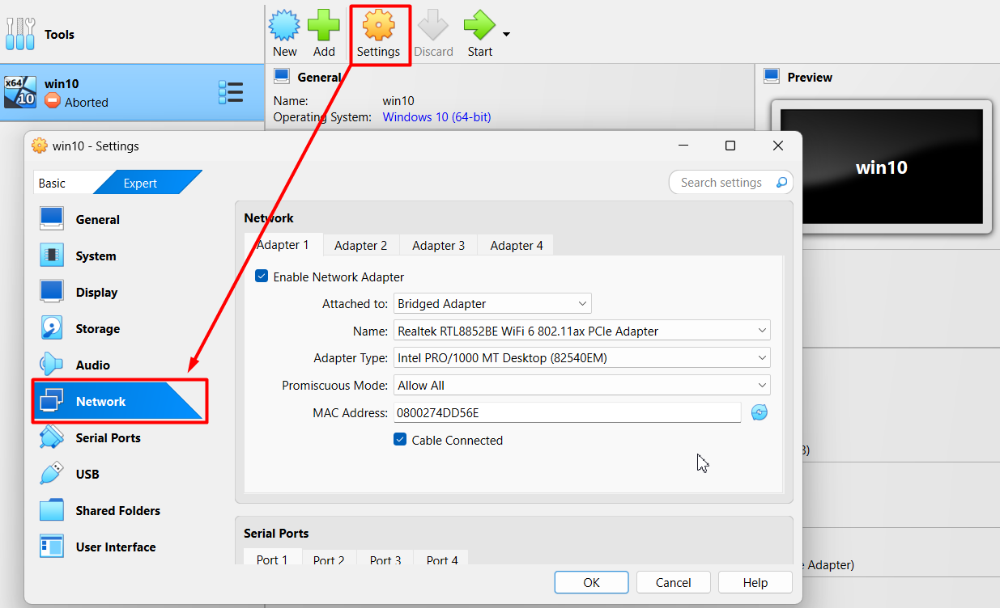 Tools
New Add Settings Discard Start
x64
10
win10
Aborted
General
Name: win10
Operating System: Windows 10 (64-bit)
Preview
win10
win10 - Settings
Basic Expert
Search settings
General
System
Display
Storage
Audio
Network
Serial Ports
USB
Shared Folders
User Interface
Network
Adapter 1 Adapter 2 Adapter 3 Adapter 4
Enable Network Adapter
Attached to: Bridged Adapter
Name: Realtek RTL8852BE WiFi 6 802.11ax PCIe Adapter
Adapter Type: Intel PRO/1000 MT Desktop (82540EM)
Promiscuous Mode: Allow All
MAC Address: 0800274DD56E
Cable Connected
Serial Ports
Port 1 Port 2 Port 3 Port 4
OK Cancel Help
Adapter)